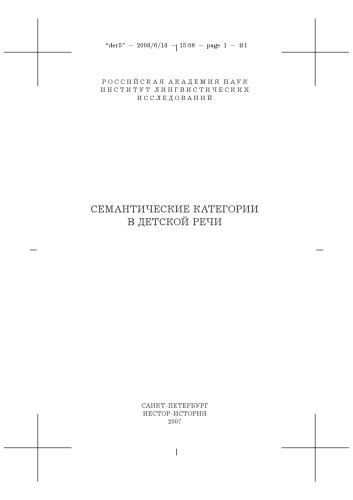 “der5” — 2008/6/18 — 15:06 — page 1 — #1
РОССИЙСКАЯ АКАДЕМИЯ НАУК
ИНСТИТУТ ЛИНГВИСТИЧЕСКИХ
ИССЛЕДОВАНИЙ
СЕМАНТИЧЕСКИЕ КАТЕГОРИИ
В ДЕТСКОЙ РЕЧИ
САНКТ-ПЕТЕРБУРГ
НЕСТОР-ИСТОРИЯ
2007